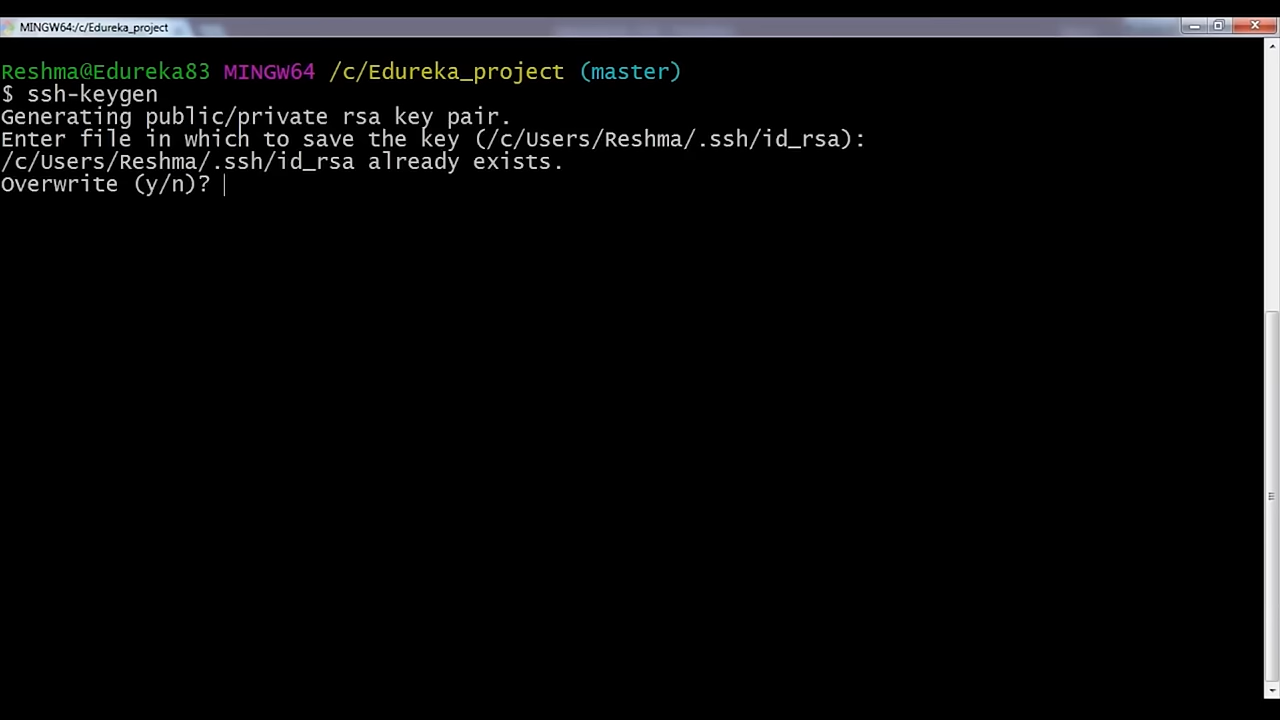 MINGW64:/c/Edureka_project
Reshma@Edureka83 MINGW64 /c/Edureka_project (master)
$ ssh-keygen
Generating public/private rsa key pair.
Enter file in which to save the key (/c/Users/Reshma/.ssh/id_rsa):
/c/Users/Reshma/.ssh/id_rsa already exists.
Overwrite (y/n)?